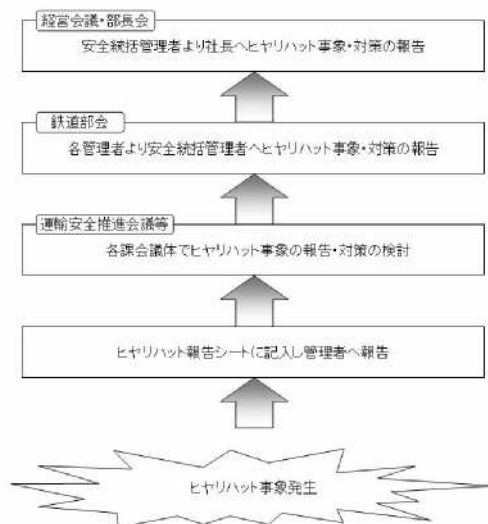 経営会議・部長会
安全統括管理者より社長へヒヤリハット事象・対策の報告
鉄道部会
各管理者より安全統括管理者へヒヤリハット事象・対策の報告
運輸安全推進会議等
各課会議体でヒヤリハット事象の報告・対策の検討
ヒヤリハット報告シートに記入し管理者へ報告
ヒヤリハット事象発生